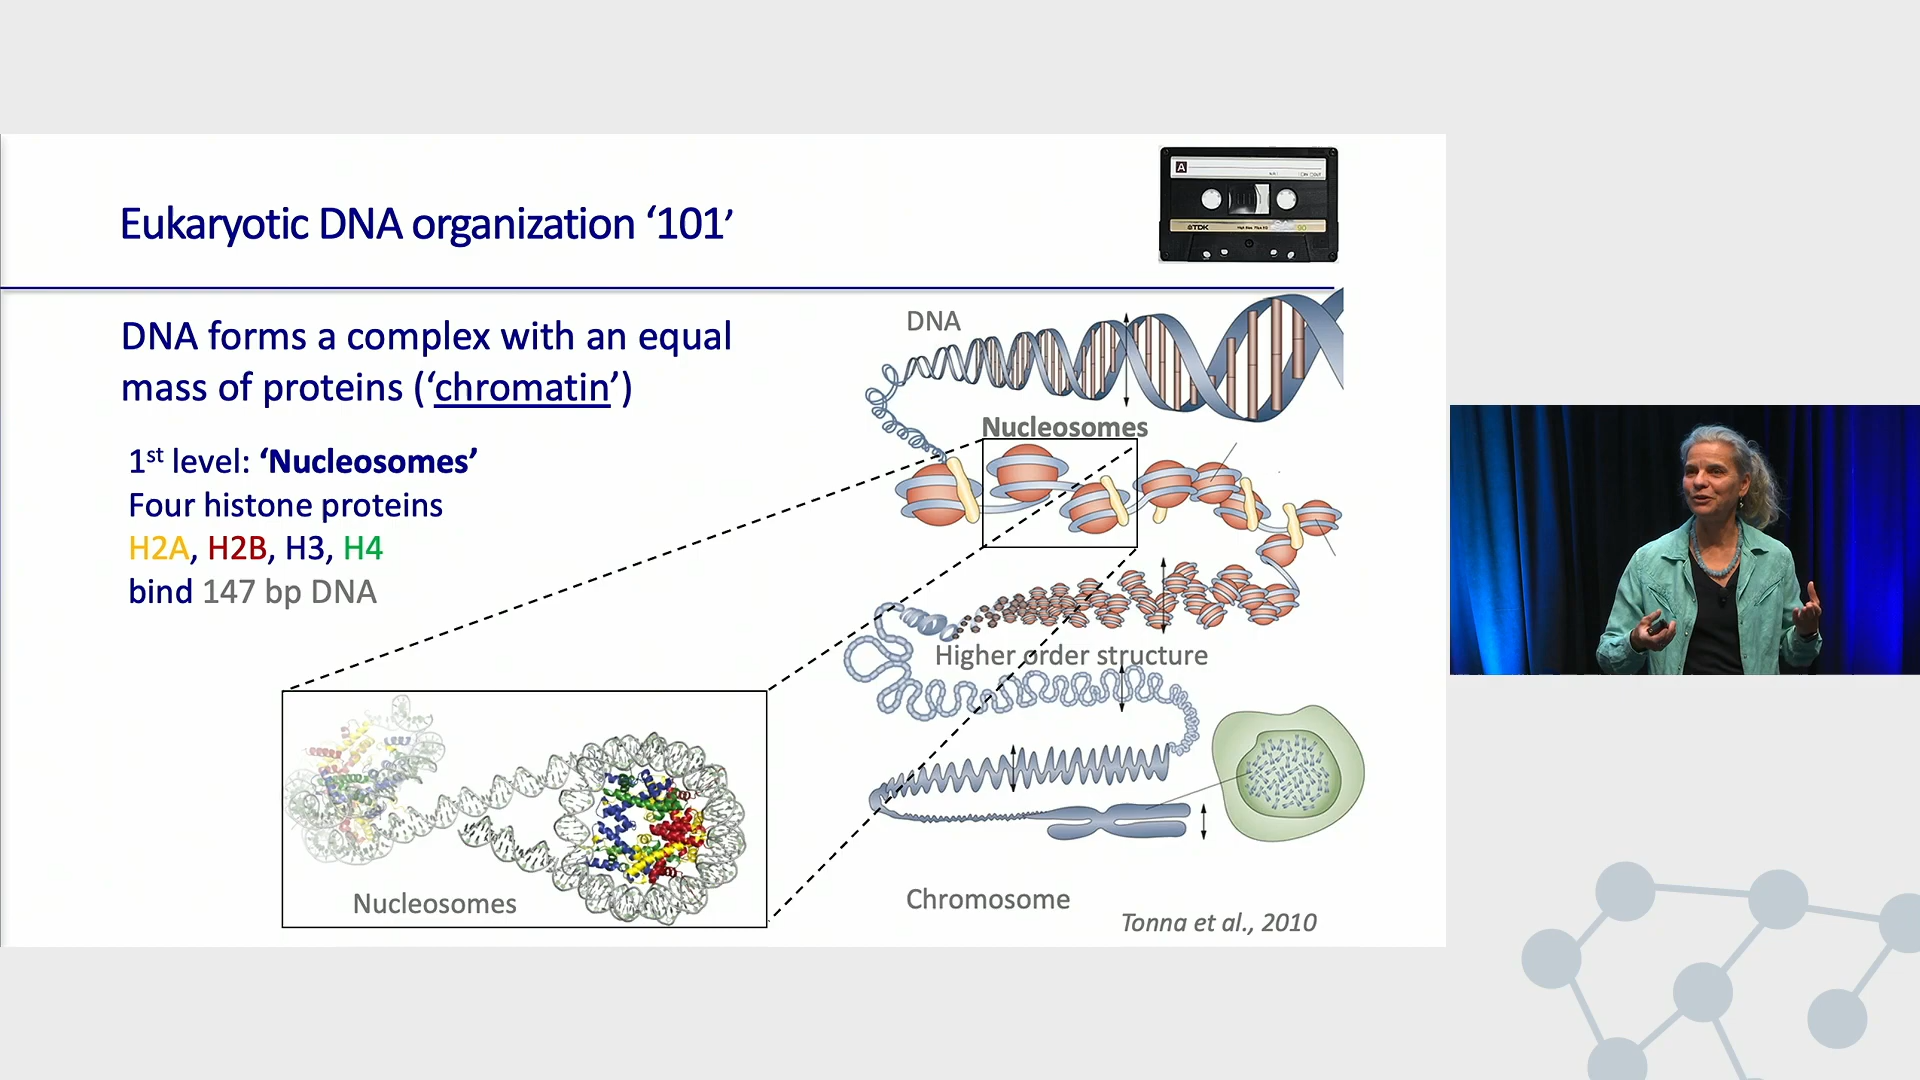 A
TDK
90
Eukaryotic DNA organization ‘101’
DNA forms a complex with an equal
mass of proteins (‘chromatin’)
1st level: ‘Nucleosomes’
Four histone proteins
H2A, H2B, H3, H4
bind 147 bp DNA
DNA
Nucleosomes
Higher order structure
Nucleosomes
Chromosome
Tonna et al., 2010